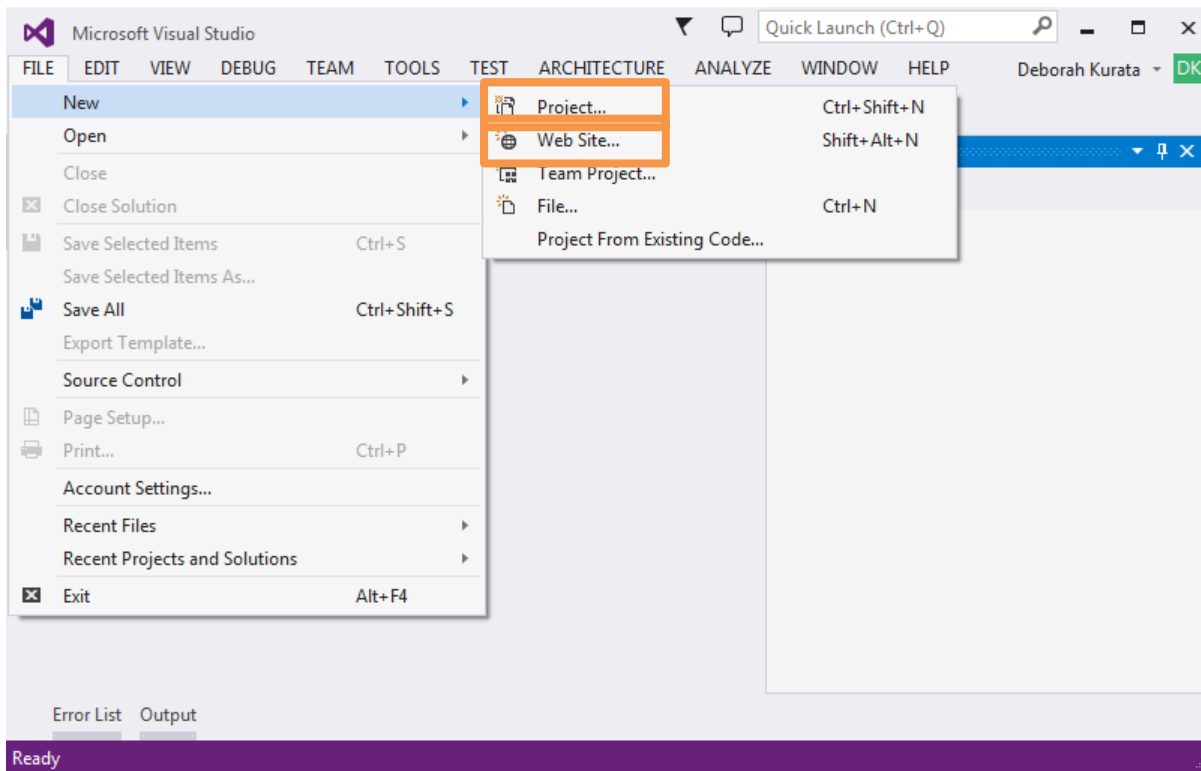 Microsoft Visual Studio
Quick Launch (Ctrl+Q)
FILE EDIT VIEW DEBUG TEAM TOOLS TEST ARCHITECTURE ANALYZE WINDOW HELP Deborah Kurata DK
New
Open
Close
Close Solution
Save Selected Items Ctrl+S
Save Selected Items As...
Save All Ctrl+Shift+S
Export Template...
Source Control
Page Setup...
Print... Ctrl+P
Account Settings...
Recent Files
Recent Projects and Solutions
Exit Alt+F4
Project... Ctrl+Shift+N
Web Site... Shift+Alt+N
Team Project...
File... Ctrl+N
Project From Existing Code...
Error List Output
Ready